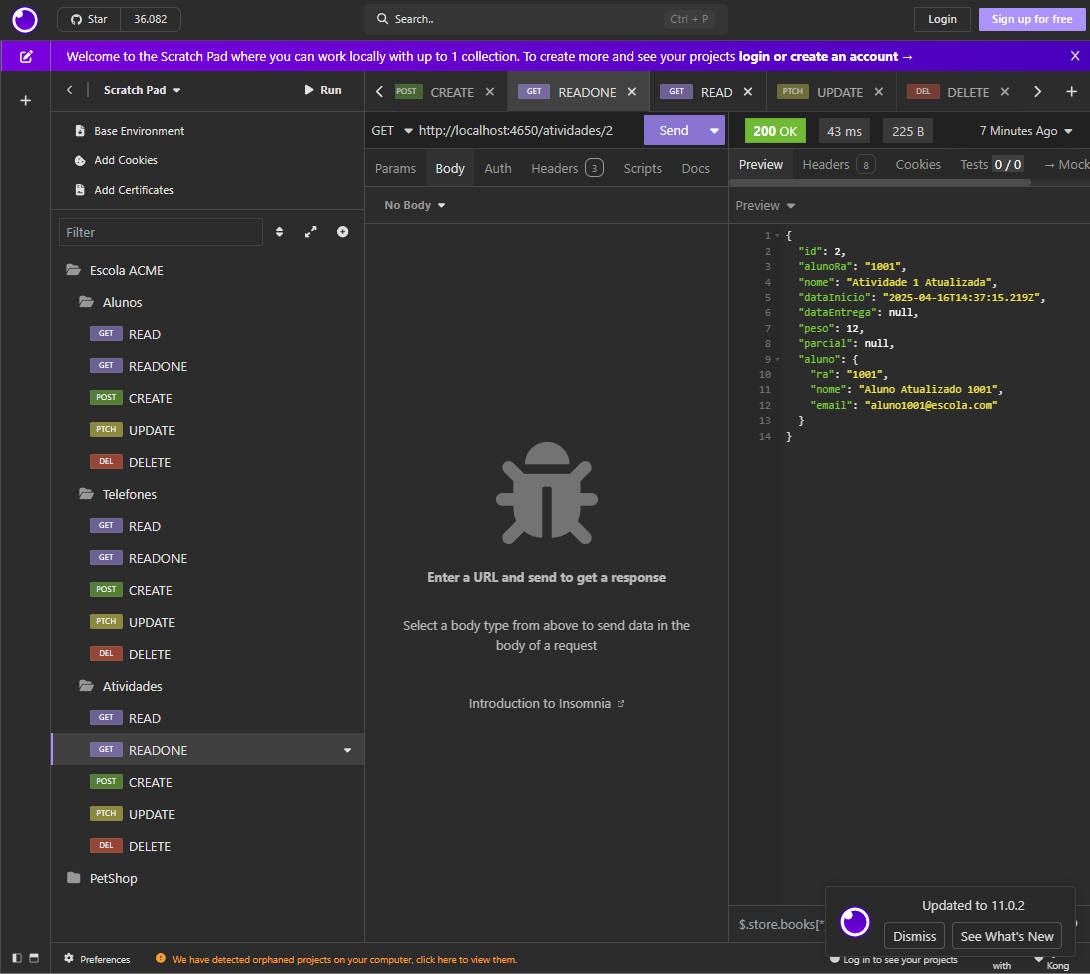 Star 36.082 Search.. Ctrl + P Login Sign up for free
Welcome to the Scratch Pad where you can work locally with up to 1 collection. To create more and see your projects login or create an account → X
Scratch Pad Run
Base Environment
Add Cookies
Add Certificates
Filter
Escola ACME
Alunos
GET READ
GET READONE
POST CREATE
PTCH UPDATE
DEL DELETE
Telefones
GET READ
GET READONE
POST CREATE
PTCH UPDATE
DEL DELETE
Atividades
GET READ
GET READONE
POST CREATE
PTCH UPDATE
DEL DELETE
PetShop
POST CREATE GET READONE GET READ PTCH UPDATE DEL DELETE
GET http://localhost:4650/atividades/2 Send
Params Body Auth Headers 3 Scripts Docs
No Body
Enter a URL and send to get a response
Select a body type from above to send data in the
body of a request
Introduction to Insomnia
200 OK 43 ms 225 B 7 Minutes Ago
Preview Headers 8 Cookies Tests 0 / 0 → Mock
Preview
1 {
2 "id": 2,
3 "alunoRa": "1001",
4 "nome": "Atividade 1 Atualizada",
5 "dataInicio": "2025-04-16T14:37:15.219Z",
6 "dataEntrega": null,
7 "peso": 12,
8 "parcial": null,
9 "aluno": {
10 "ra": "1001",
11 "nome": "Aluno Atualizado 1001",
12 "email": "aluno1001@escola.com"
13 }
14 }
$.store.books[*
Updated to 11.0.2
Dismiss See What's New
Preferences We have detected orphaned projects on your computer, click here to view them.
Log in to see your projects
with Kong